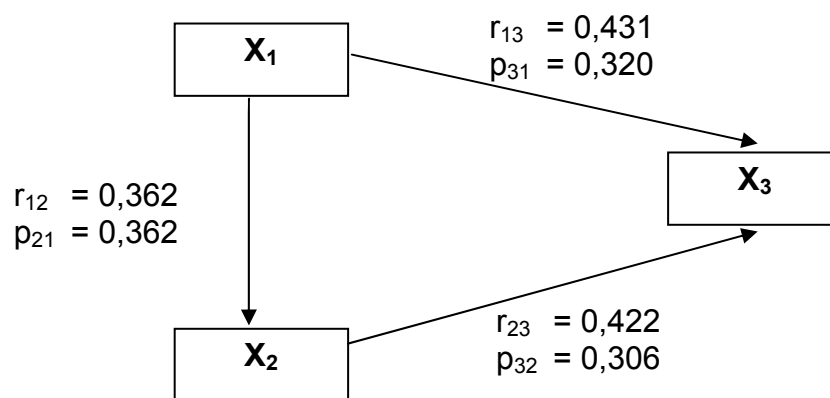 X₁
r₁₃ = 0,431
p₃₁ = 0,320
X₃
r₁₂ = 0,362
p₂₁ = 0,362
X₂
r₂₃ = 0,422
p₃₂ = 0,306